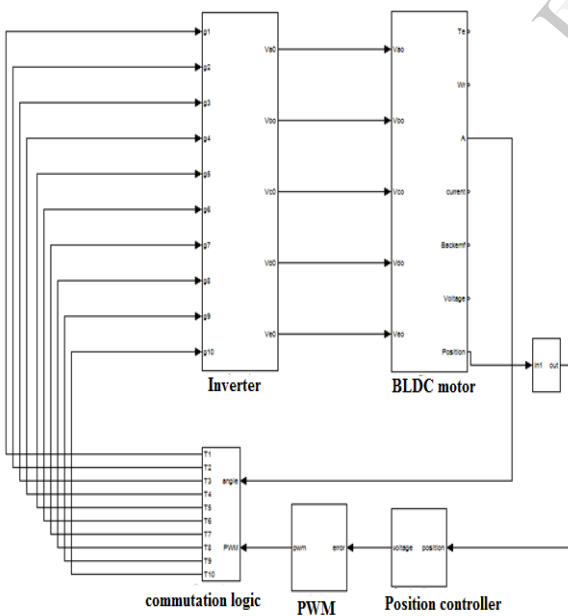 g1
g2
g3
g4
g5
g6
g7
g8
g9
g10
Va0
Vb0
Vc0
Vd0
Ve0
Inverter
Vao
Vbo
Vco
Vdo
Veo
Te
Wr
A
current
Backemf
Voltage
Position
BLDC motor
In1 out
T1
T2
T3
T4
T5
T6
T7
T8
T9
T10
angle
PWM
commutation logic
pwm error
PWM
voltage position
Position controller